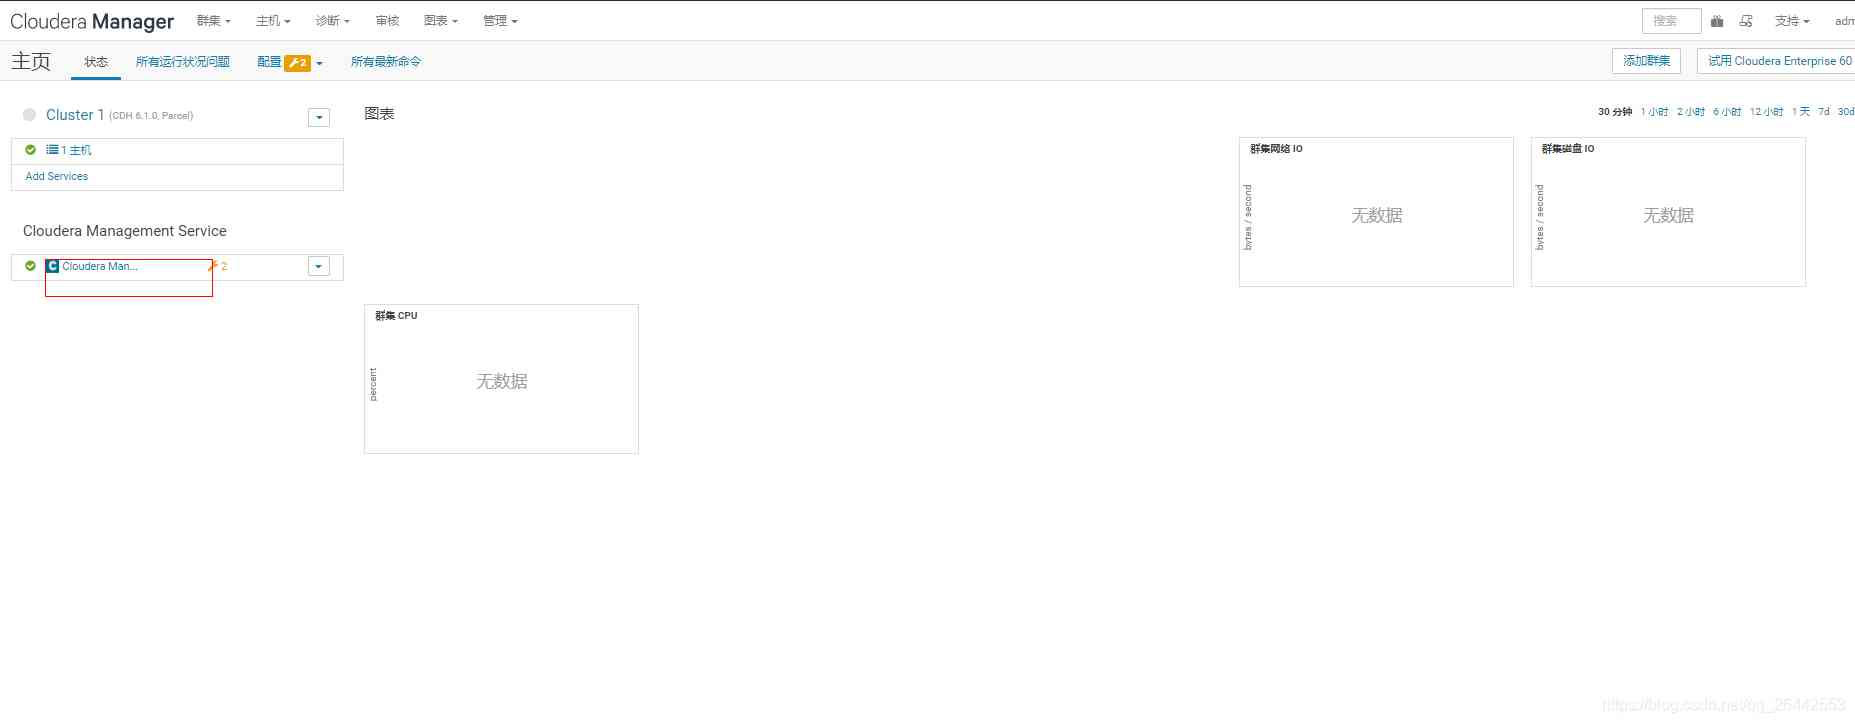 Cloudera Manager 群集 主机 诊断 审核 图表 管理 搜索 支持 adm
主页 状态 所有运行状况问题 配置 2 所有最新命令 添加群集 试用 Cloudera Enterprise 60
Cluster 1 (CDH 6.1.0, Parcel)
1 主机
Add Services
Cloudera Management Service
C Cloudera Man... 2
图表
30 分钟 1 小时 2 小时 6 小时 12 小时 1 天 7d 30d
群集网络 IO
bytes / second
无数据
群集磁盘 IO
bytes / second
无数据
群集 CPU
percent
无数据
https://blog.csdn.net/qq_26442553